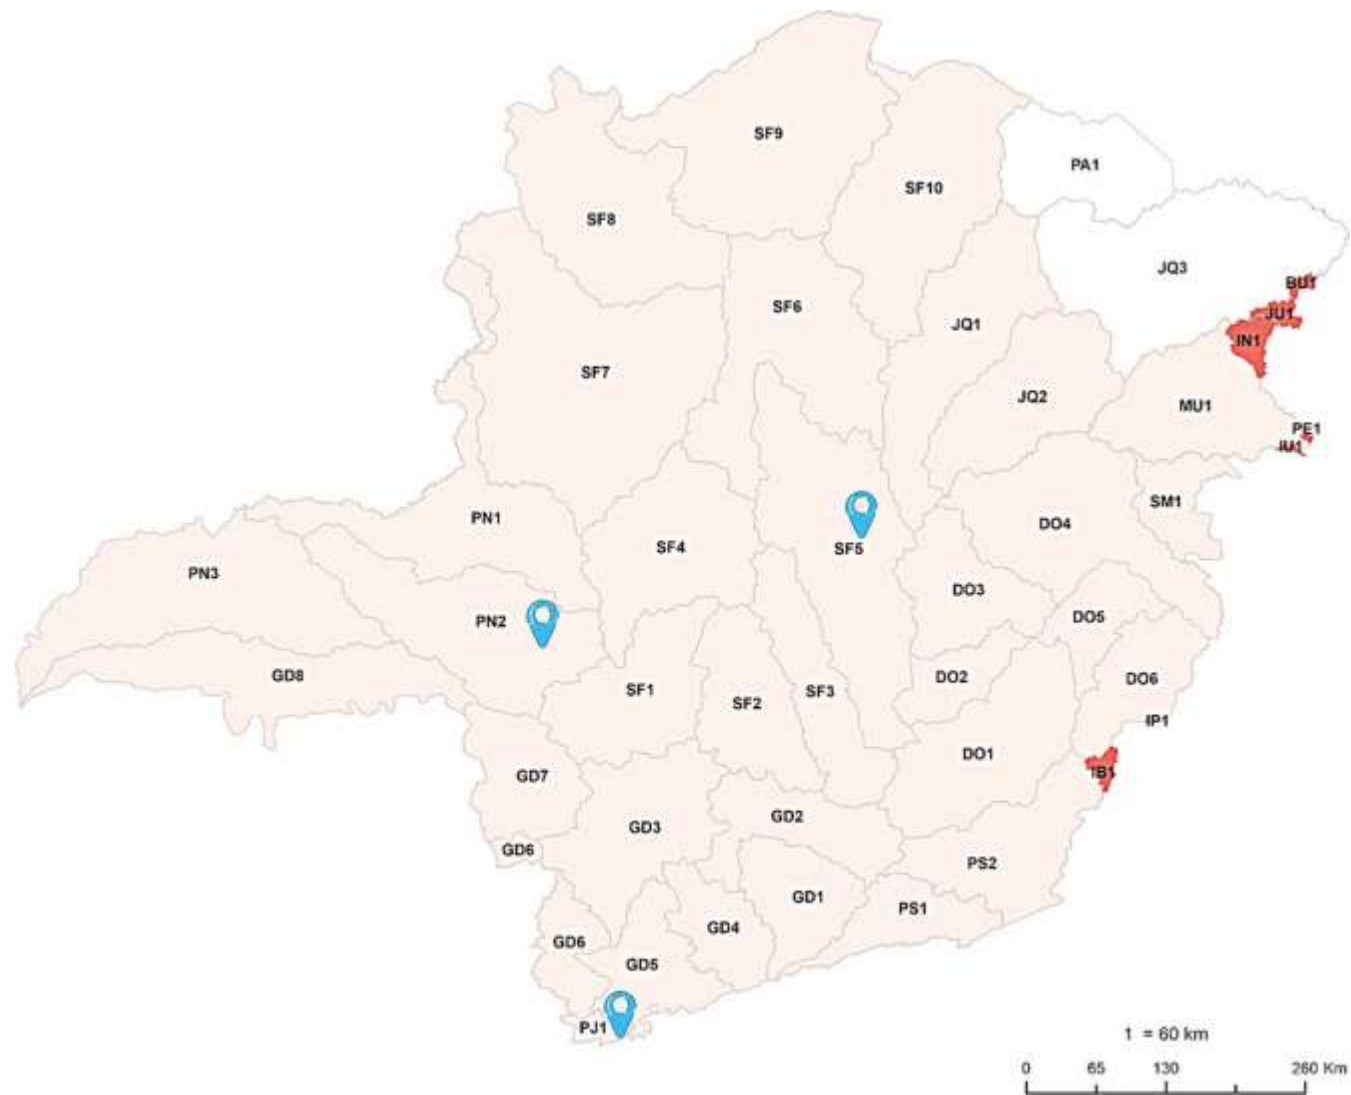 SF9
PA1
SF10
SF8
JQ3
BU1
SF6
JU1
JQ1
IN1
SF7
JQ2
MU1
PE1
IU1
SM1
PN1
DO4
SF4
SF5
PN3
DO3
DO5
PN2
GD8
DO2
DO6
SF1
SF3
SF2
IP1
DO1
IB1
GD7
GD2
GD3
GD6
PS2
GD1
PS1
GD4
GD6
GD5
PJ1
1 = 60 km
0 65 130 260 Km